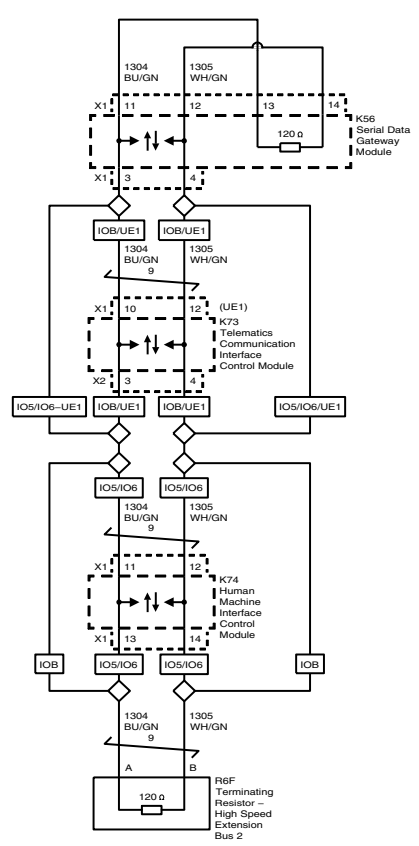 1304
BU/GN
1305
WH/GN
X1
11
12
13
14
K56
Serial Data
Gateway
Module
120 Ω
X1
3
4
IOB/UE1
IOB/UE1
1304
BU/GN
1305
WH/GN
9
X1
10
12
(UE1)
K73
Telematics
Communication
Interface
Control Module
X2
3
4
IO5/IO6–UE1
IOB/UE1
IOB/UE1
IO5/IO6/UE1
IO5/IO6
IO5/IO6
1304
BU/GN
1305
WH/GN
9
X1
11
12
K74
Human
Machine
Interface
Control
Module
X1
13
14
IOB
IO5/IO6
IO5/IO6
IOB
1304
BU/GN
1305
WH/GN
9
A
B
R6F
Terminating
Resistor –
High Speed
Extension
Bus 2
120 Ω